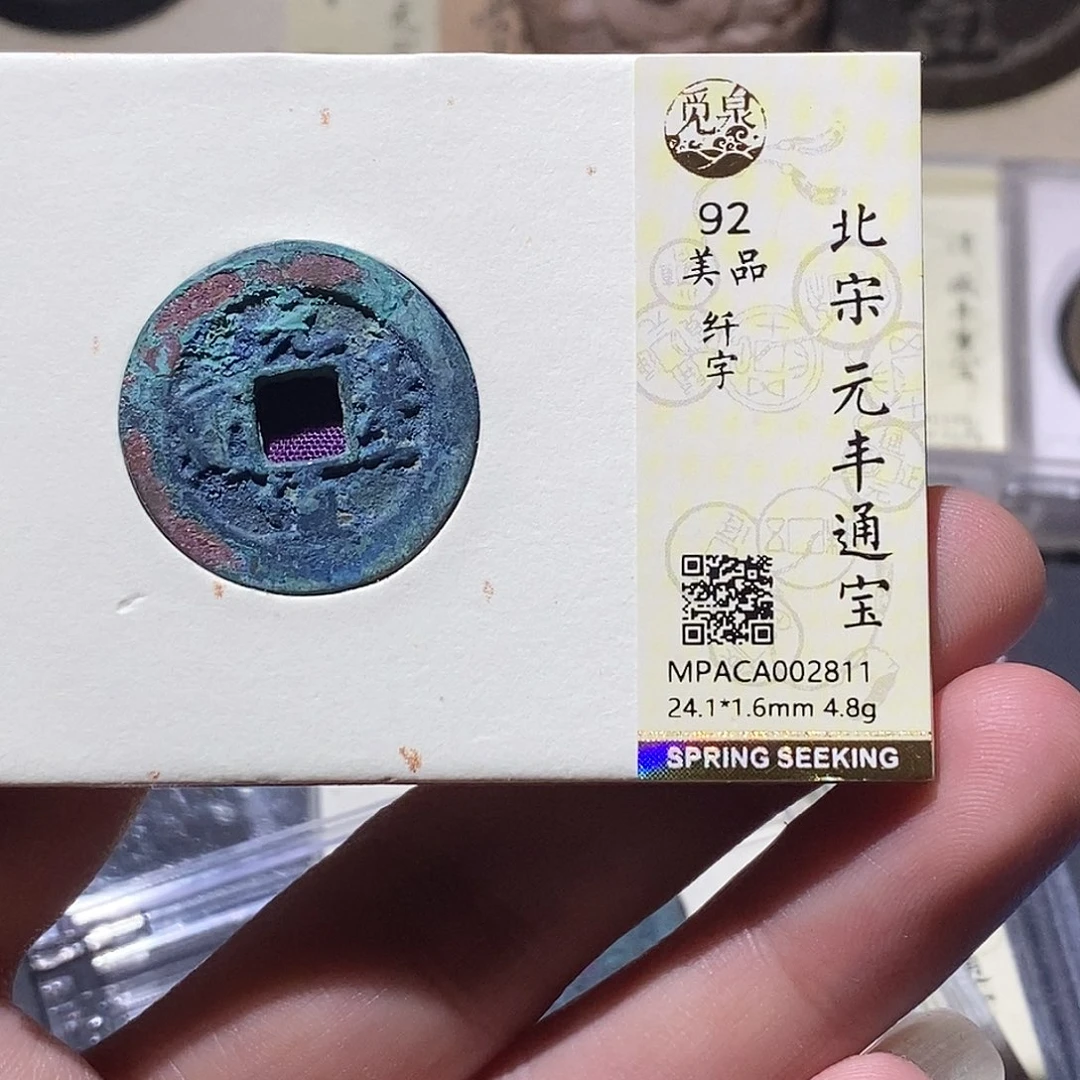 觅泉
92
美品
纤字
北宋 元丰通宝
MPACA002811
24.1*1.6mm 4.8g
SPRING SEEKING